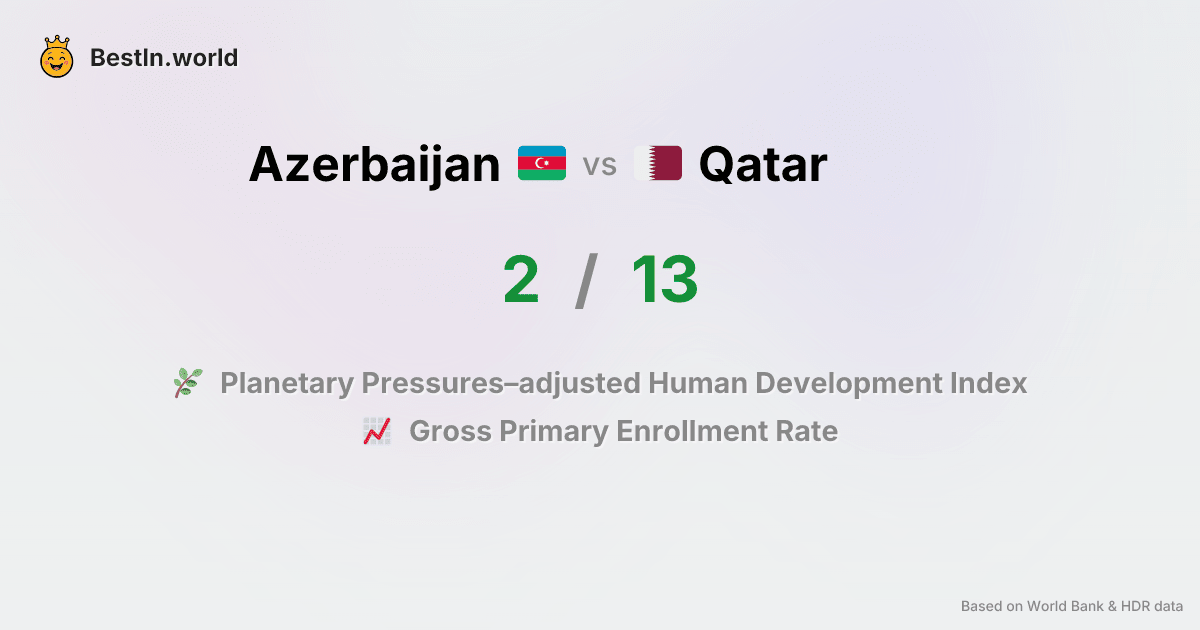 BestIn.world
Azerbaijan vs Qatar
2 / 13
Planetary Pressures–adjusted Human Development Index
Gross Primary Enrollment Rate
Based on World Bank & HDR data